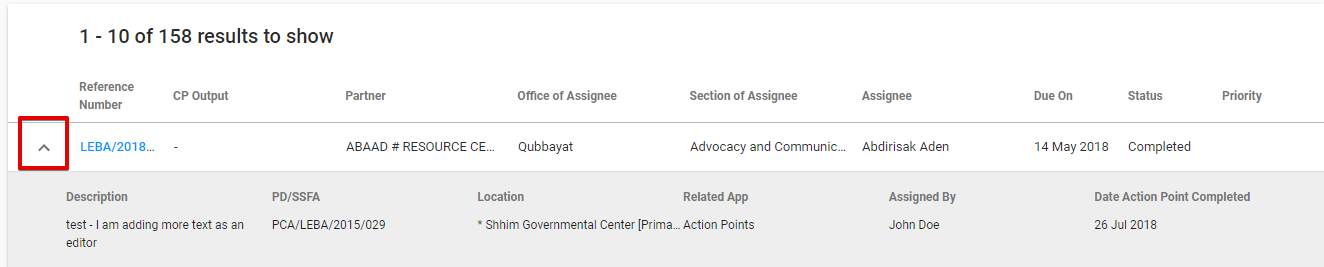 1 - 10 of 158 results to show
Reference Number CP Output Partner Office of Assignee Section of Assignee Assignee Due On Status Priority
LEBA/2018... - ABAAD # RESOURCE CE... Qubbayat Advocacy and Communic... Abdirisak Aden 14 May 2018 Completed
Description PD/SSFA Location Related App Assigned By Date Action Point Completed
test - I am adding more text as an PCA/LEBA/2015/029 * Shhim Governmental Center [Prima... Action Points John Doe 26 Jul 2018
editor